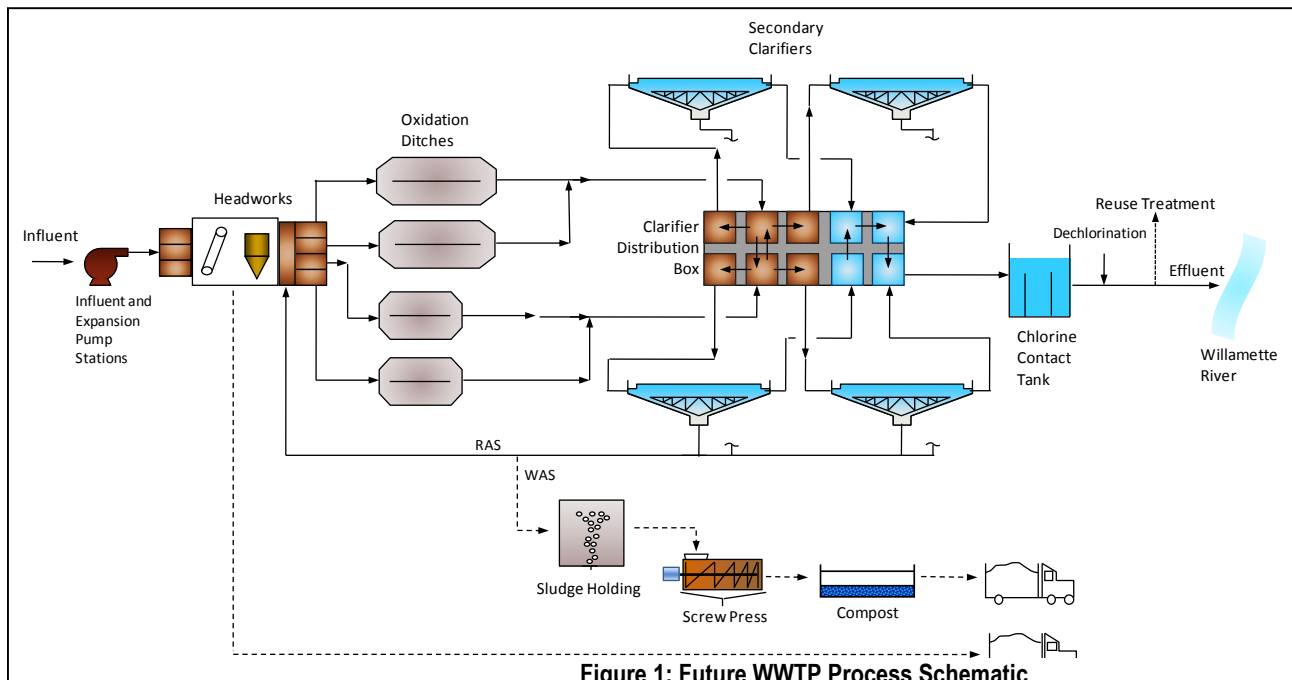 Secondary
Clarifiers
Oxidation
Ditches
Headworks
Influent
Influent and
Expansion
Pump
Stations
Clarifier
Distribution
Box
Reuse Treatment
Dechlorination
Effluent
Chlorine
Contact
Tank
Willamette
River
RAS
WAS
Sludge Holding
Screw Press
Compost
Figure 1: Future WWTP Process Schematic